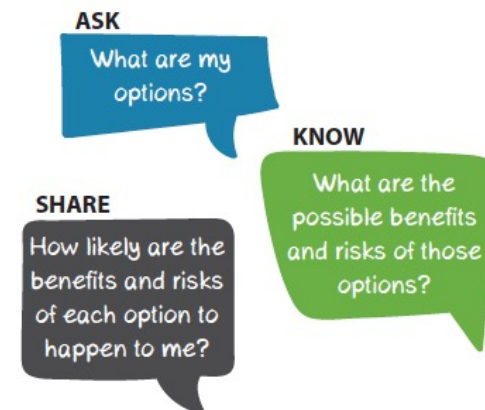 ASK
What are my
options?
KNOW
What are the
possible benefits
and risks of those
options?
SHARE
How likely are the
benefits and risks
of each option to
happen to me?